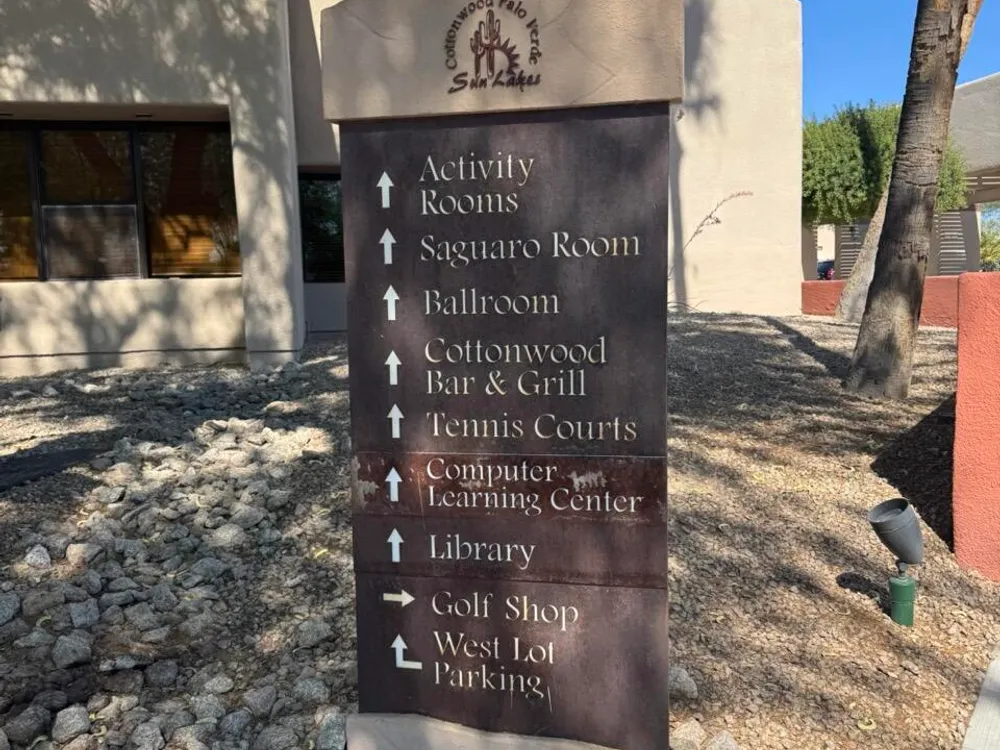 Cottonwood Palo Verde
Sun Lakes
Activity
Rooms
Saguaro Room
Ballroom
Cottonwood
Bar & Grill
Tennis Courts
Computer
Learning Center
Library
Golf Shop
West Lot
Parking